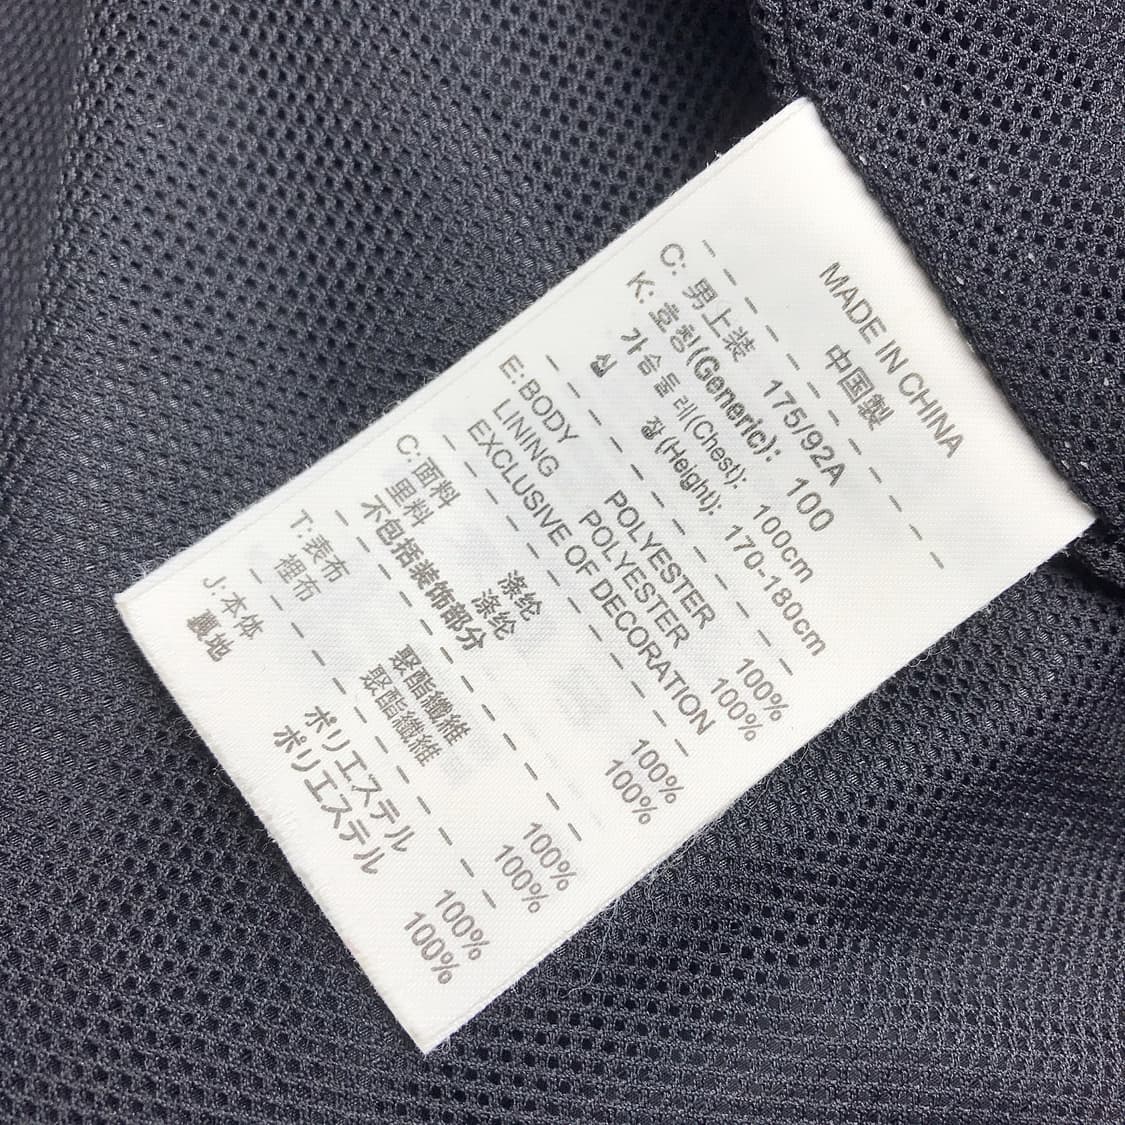 MADE IN CHINA
中国製
C: 男上装 175/92A
K: 호칭(Generic): 100
가슴둘레(Chest): 100cm
신장(Height): 170-180cm
E: BODY POLYESTER 100%
LINING POLYESTER 100%
EXCLUSIVE OF DECORATION
C: 面料 涤纶 100%
里料 涤纶 100%
不包括装饰部分
T: 表布 聚酯纖維 100%
裡布 聚酯纖維 100%
J: 本体 ポリエステル 100%
裏地 ポリエステル 100%